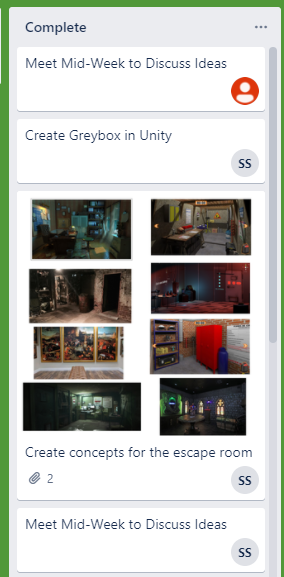 Complete
Meet Mid-Week to Discuss Ideas
Create Greybox in Unity
SS
Create concepts for the escape room
2
SS
Meet Mid-Week to Discuss Ideas
SS